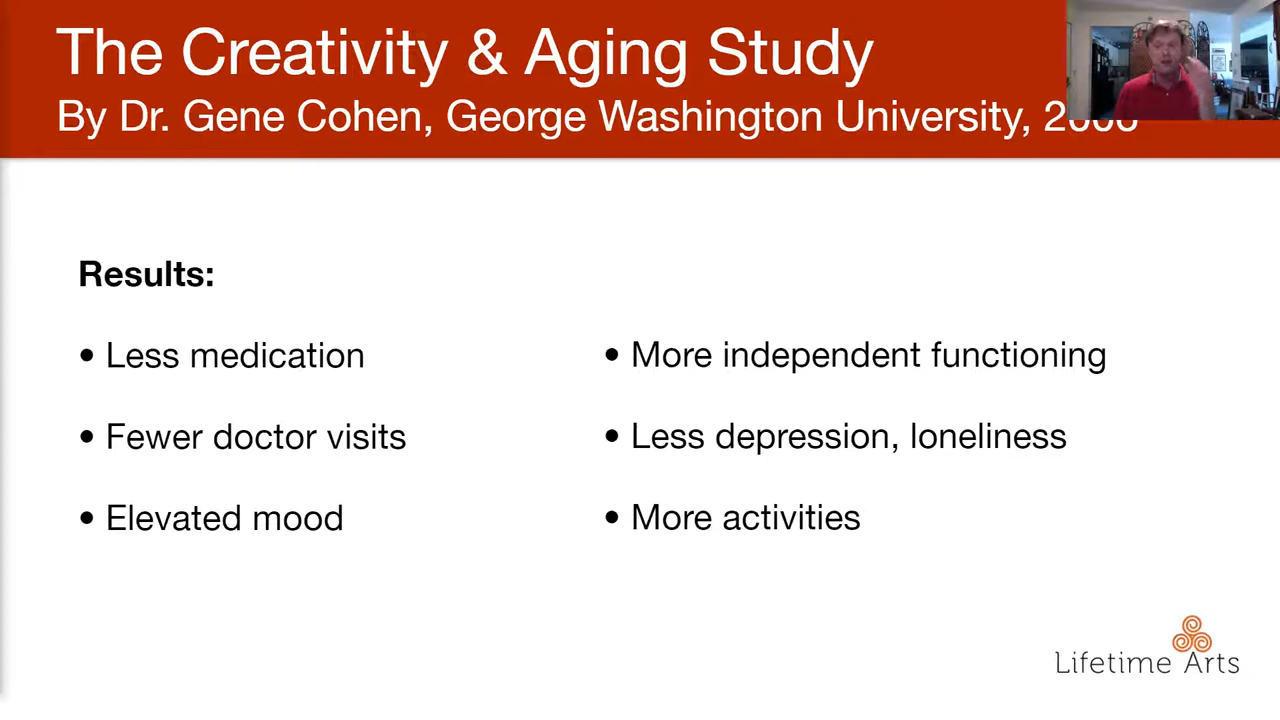 The Creativity & Aging Study
By Dr. Gene Cohen, George Washington University, 2006
Results:
• Less medication
• Fewer doctor visits
• Elevated mood
• More independent functioning
• Less depression, loneliness
• More activities
Lifetime Arts